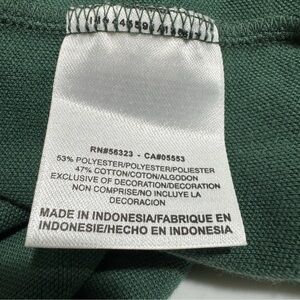 RN#56323 - CA#05553
53% POLYESTER/POLYESTER/POLIESTER
47% COTTON/COTON/ALGODON
EXCLUSIVE OF DECORATION/DECORATION
NON COMPRISE/NO INCLUYE LA
DECORACION
MADE IN INDONESIA/FABRIQUE EN
INDONESIE/HECHO EN INDONESIA